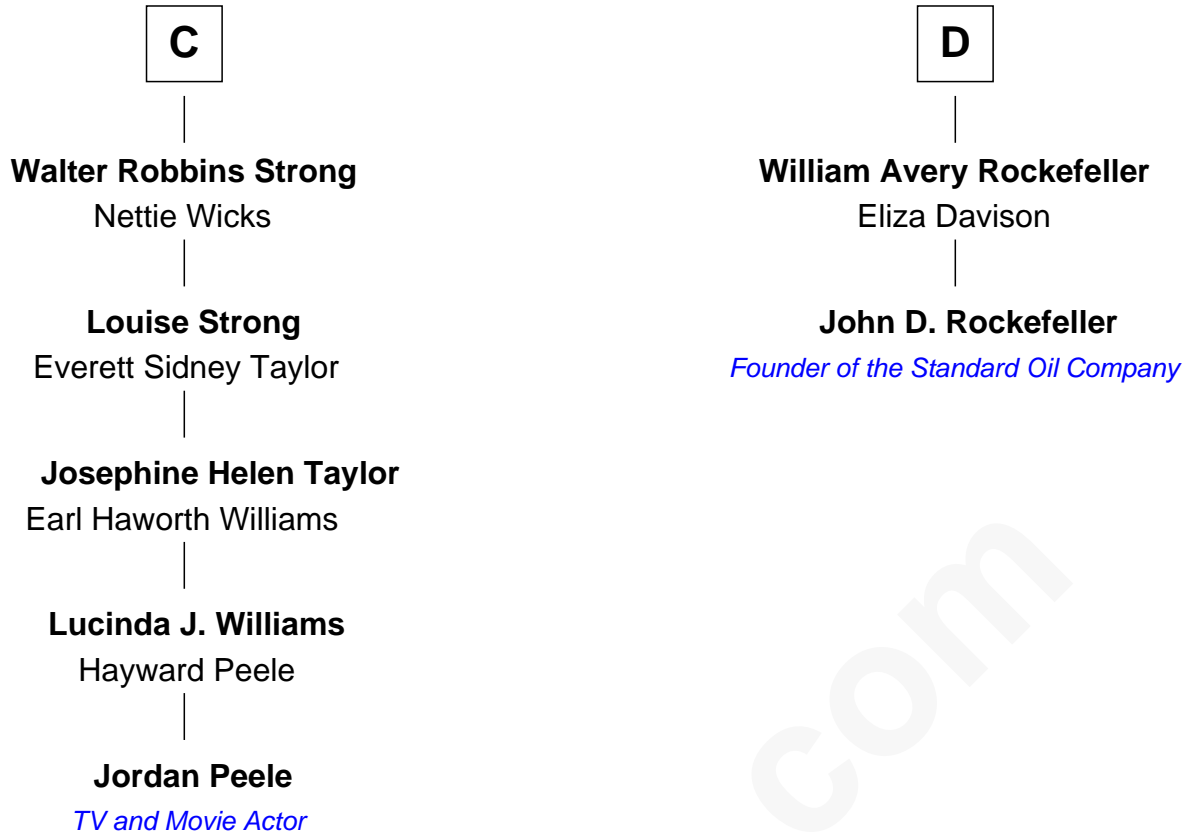 C
Walter Robbins Strong
Nettie Wicks
Louise Strong
Everett Sidney Taylor
Josephine Helen Taylor
Earl Haworth Williams
Lucinda J. Williams
Hayward Peele
Jordan Peele
TV and Movie Actor
D
William Avery Rockefeller
Eliza Davison
John D. Rockefeller
Founder of the Standard Oil Company
com